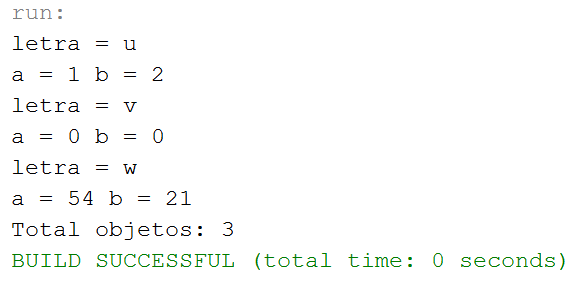 run:
letra = u
a = 1 b = 2
letra = v
a = 0 b = 0
letra = w
a = 54 b = 21
Total objetos: 3
BUILD SUCCESSFUL (total time: 0 seconds)